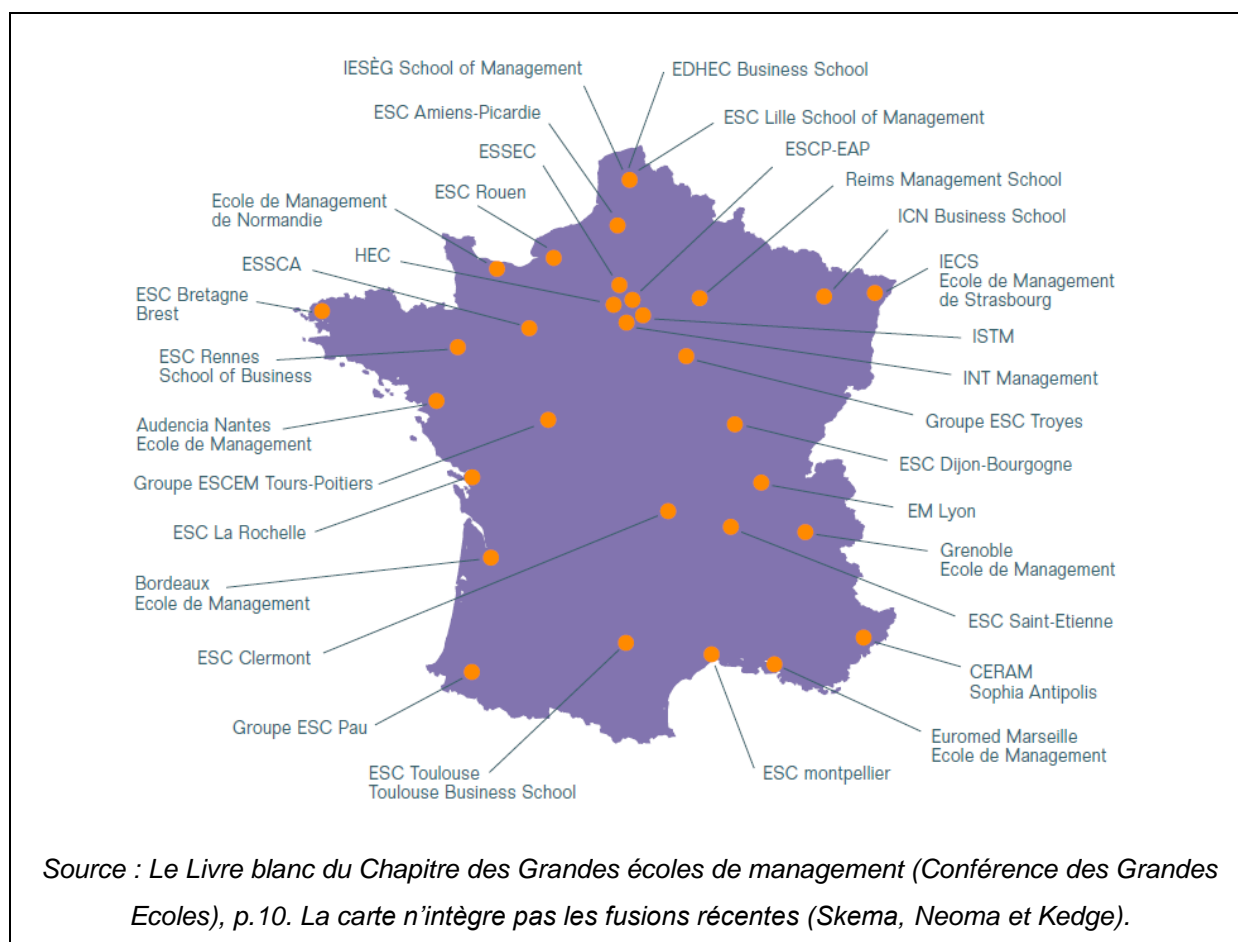 IESÈG School of Management
EDHEC Business School
ESC Amiens-Picardie
ESC Lille School of Management
ESSEC
ESCP-EAP
ESC Rouen
Reims Management School
Ecole de Management
de Normandie
ICN Business School
HEC
ESSCA
IECS
Ecole de Management
de Strasbourg
ESC Bretagne
Brest
ISTM
ESC Rennes
School of Business
INT Management
Audencia Nantes
Ecole de Management
Groupe ESC Troyes
ESC Dijon-Bourgogne
Groupe ESCEM Tours-Poitiers
EM Lyon
ESC La Rochelle
Grenoble
Ecole de Management
Bordeaux
Ecole de Management
ESC Saint-Etienne
ESC Clermont
CERAM
Sophia Antipolis
Groupe ESC Pau
Euromed Marseille
Ecole de Management
ESC Toulouse
Toulouse Business School
ESC montpellier
Source : Le Livre blanc du Chapitre des Grandes écoles de management (Conférence des Grandes
Ecoles), p.10. La carte n’intègre pas les fusions récentes (Skema, Neoma et Kedge).